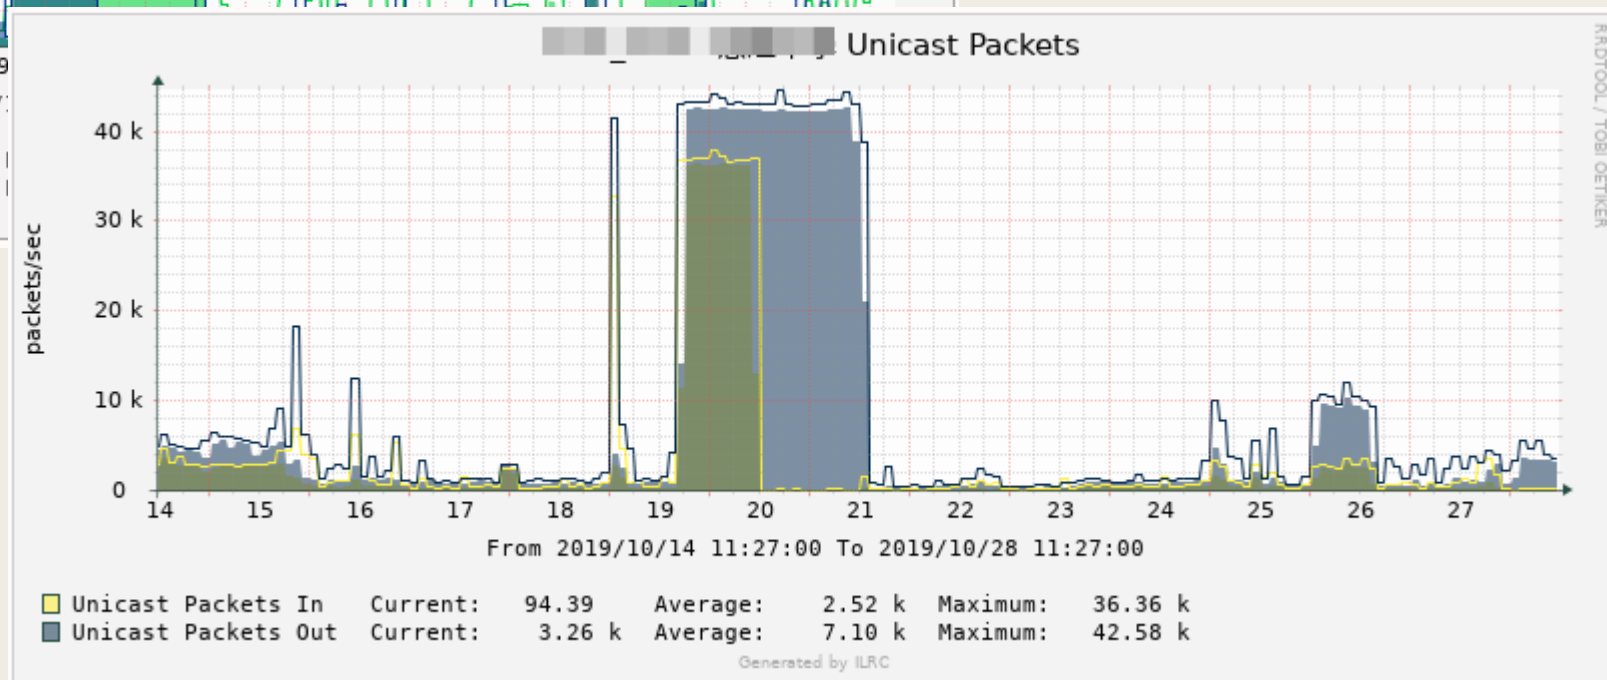 Unicast Packets
RRDTOOL / TOBI OETIKER
packets/sec
40 k
30 k
20 k
10 k
0
14 15 16 17 18 19 20 21 22 23 24 25 26 27
From 2019/10/14 11:27:00 To 2019/10/28 11:27:00
Unicast Packets In Current: 94.39 Average: 2.52 k Maximum: 36.36 k
Unicast Packets Out Current: 3.26 k Average: 7.10 k Maximum: 42.58 k
Generated by ILRC